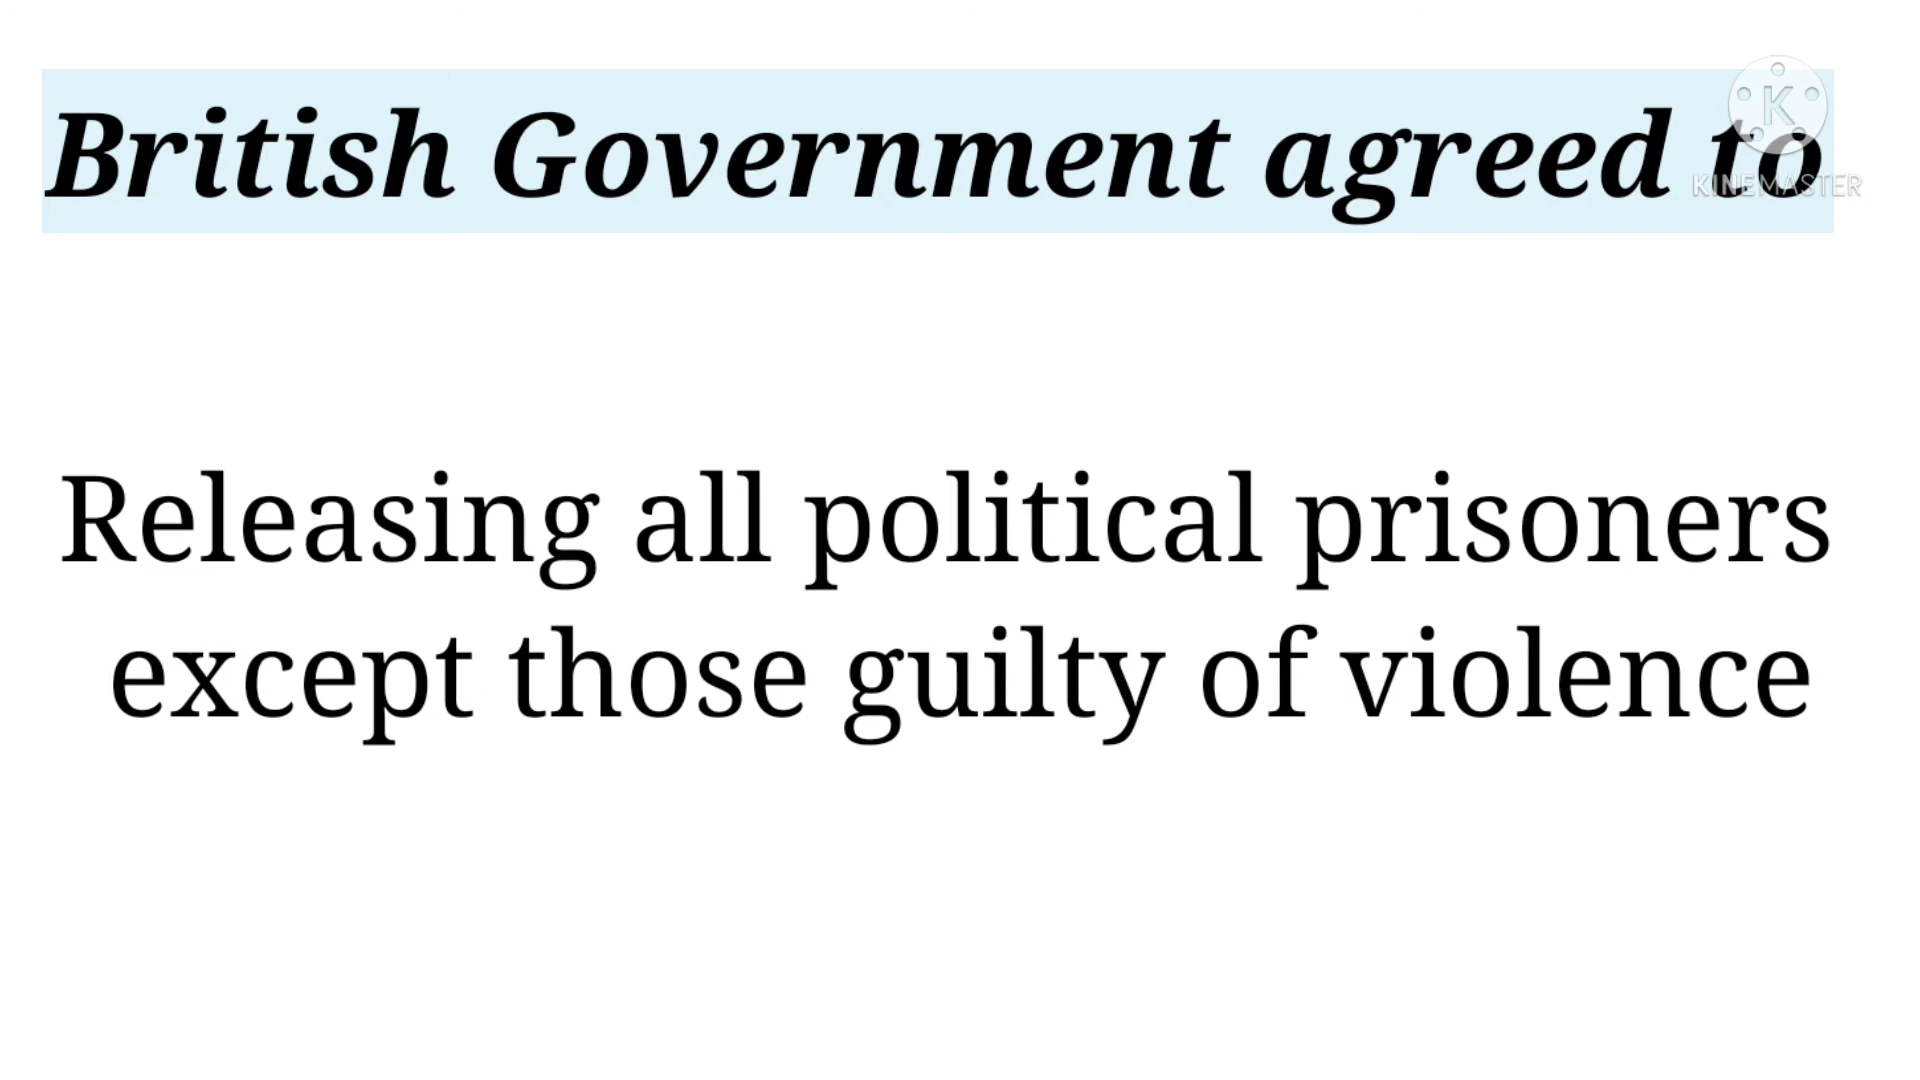 British Government agreed to
K
KINEMASTER
Releasing all political prisoners
except those guilty of violence